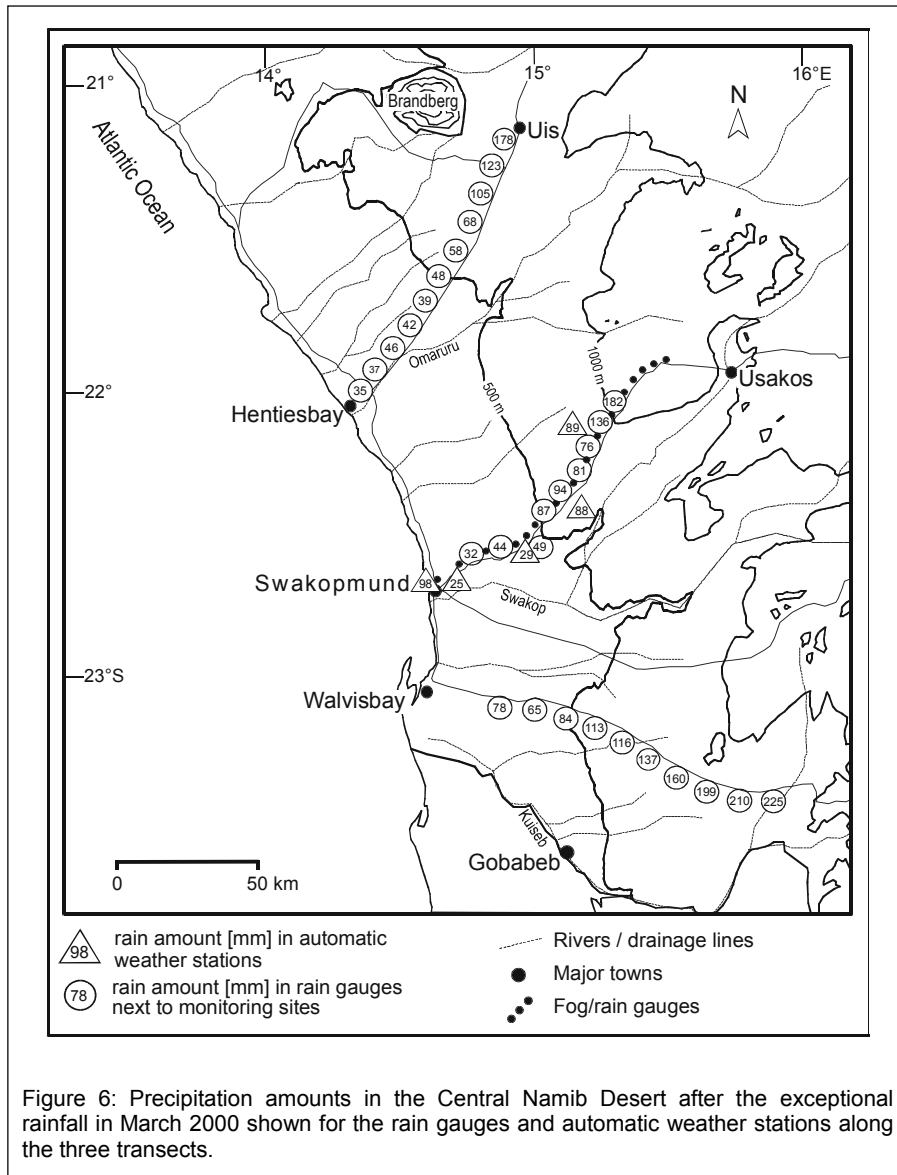 14°
15°
16°E
21°
Brandberg
N
Uis
Atlantic Ocean
178
123
105
68
58
48
39
42
46
37
35
Omaruru
500 m
1000 m
22°
Usakos
Hentiesbay
182
136
89
76
81
94
88
87
32
44
29
49
Swakopmund
98
25
Swakop
23°S
Walvisbay
78
65
84
113
116
137
160
199
210
225
Kuiseb
Gobabeb
0
50 km
98
rain amount [mm] in automatic
weather stations
78
rain amount [mm] in rain gauges
next to monitoring sites
Rivers / drainage lines
Major towns
Fog/rain gauges
Figure 6: Precipitation amounts in the Central Namib Desert after the exceptional
rainfall in March 2000 shown for the rain gauges and automatic weather stations along
the three transects.